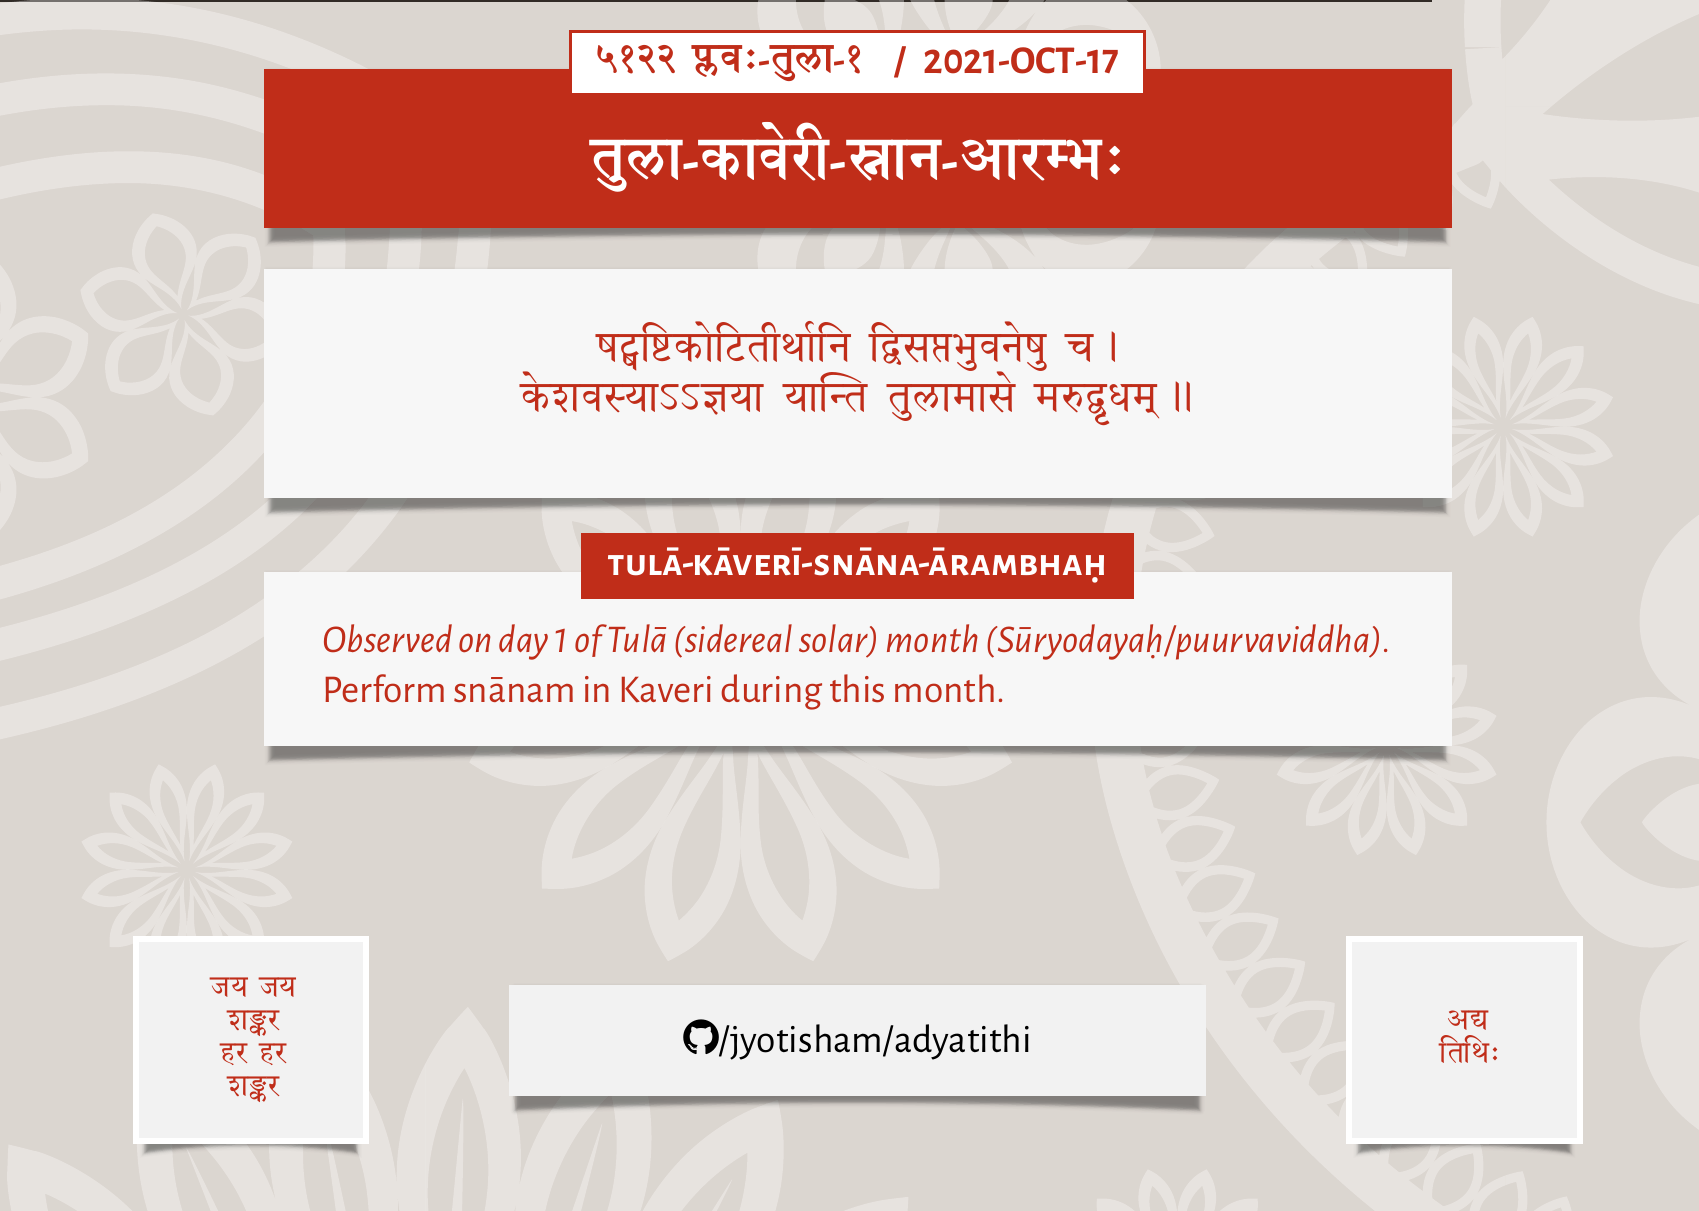 ५१२२ प्लवः-तुला-१ / 2021-OCT-17
तुला-कावेरी-स्नान-आरम्भः
षट्षष्टिकोटितीर्थानि द्विसप्तभुवनेषु च।
केशवस्याऽऽज्ञया यान्ति तुलामासे मरुद्वृधम्॥
TULĀ-KĀVERĪ-SNĀNA-ĀRAMBHAḤ
Observed on day 1 of Tulā (sidereal solar) month (Sūryodayaḥ/puurvaviddha).
Perform snānam in Kaveri during this month.
जय जय
शङ्कर
हर हर
शङ्कर
/jyotisham/adyatithi
अद्य
तिथिः